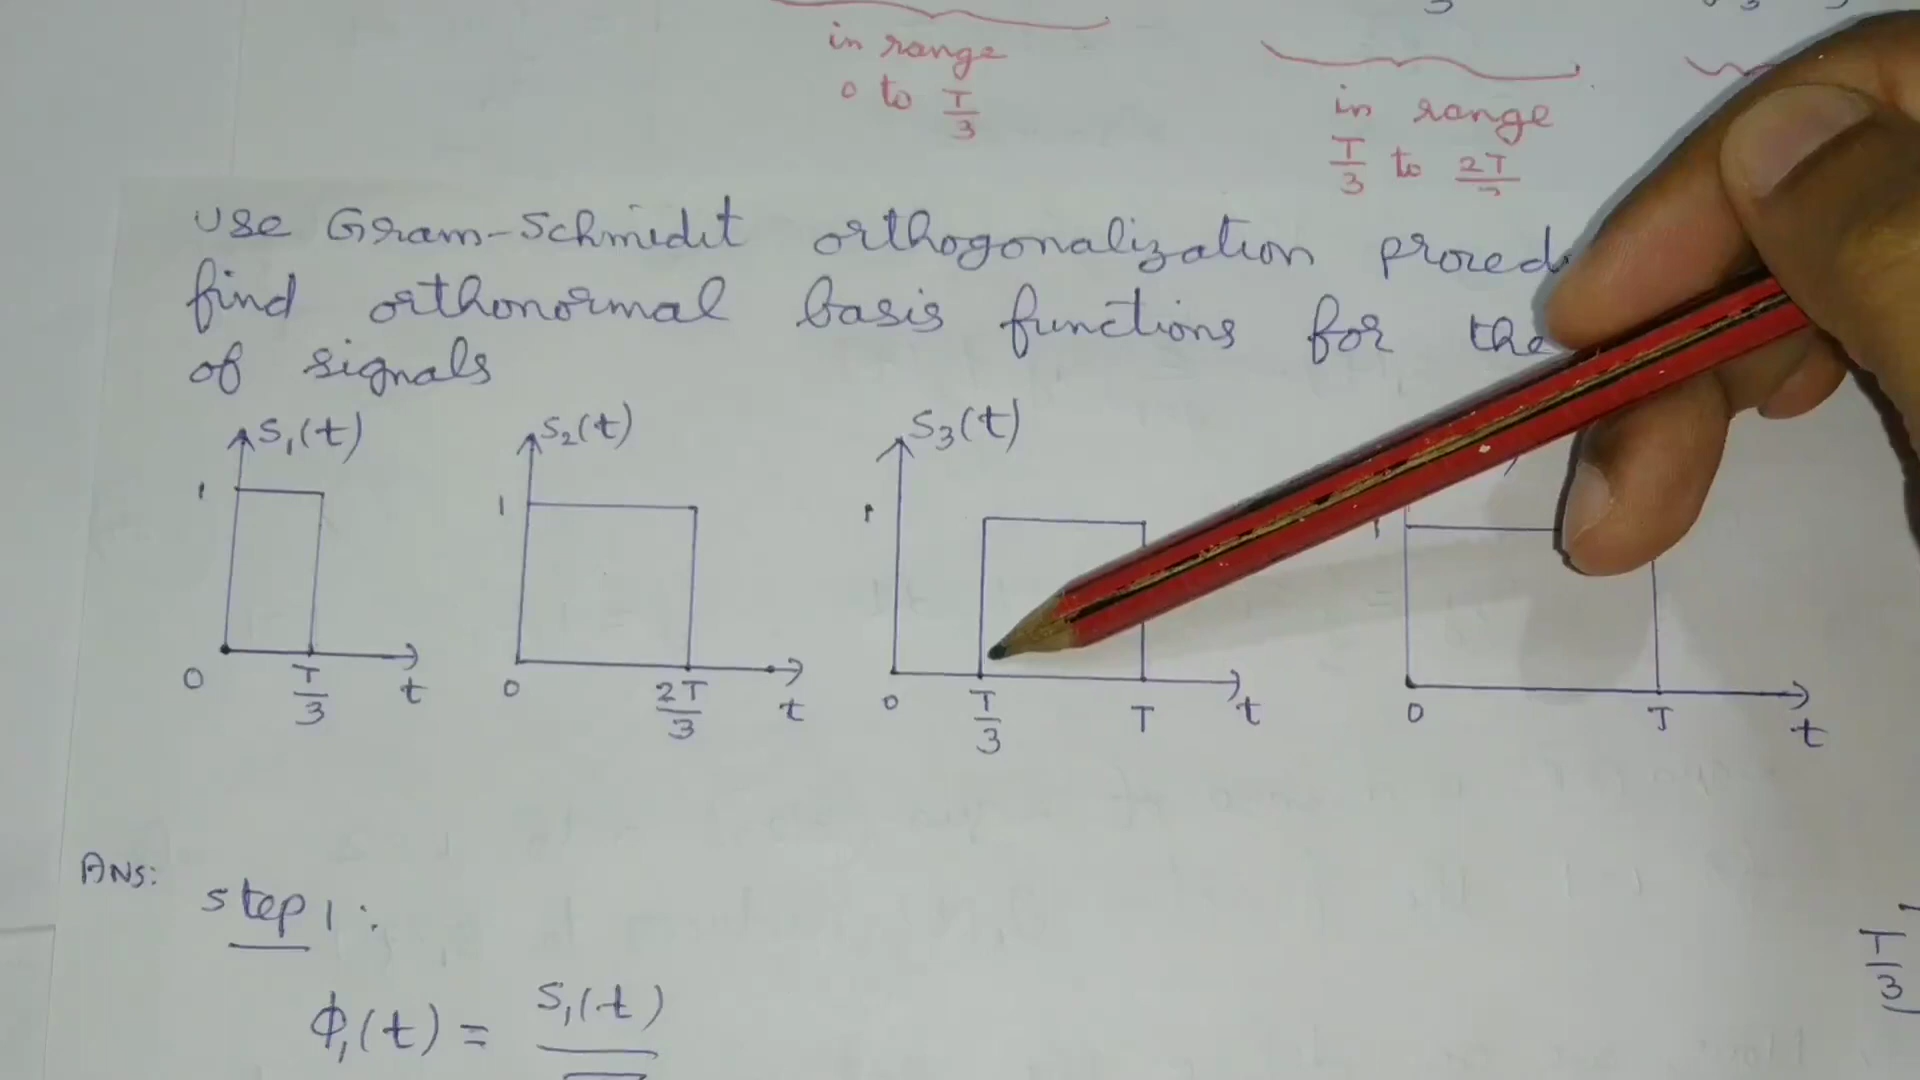 in range
0 to T/3
in range
T/3 to 2T
use Gram-Schmidt orthogonalization
find orthonormal basis functions for the
of signals
S₁(t)
1
0
T/3
t
S₂(t)
1
0
2T/3
t
S₃(t)
1
0
T/3
T
t
1
0
T
t
Ans:
Step 1:
ϕ₁(t) = S₁(t)
T/3